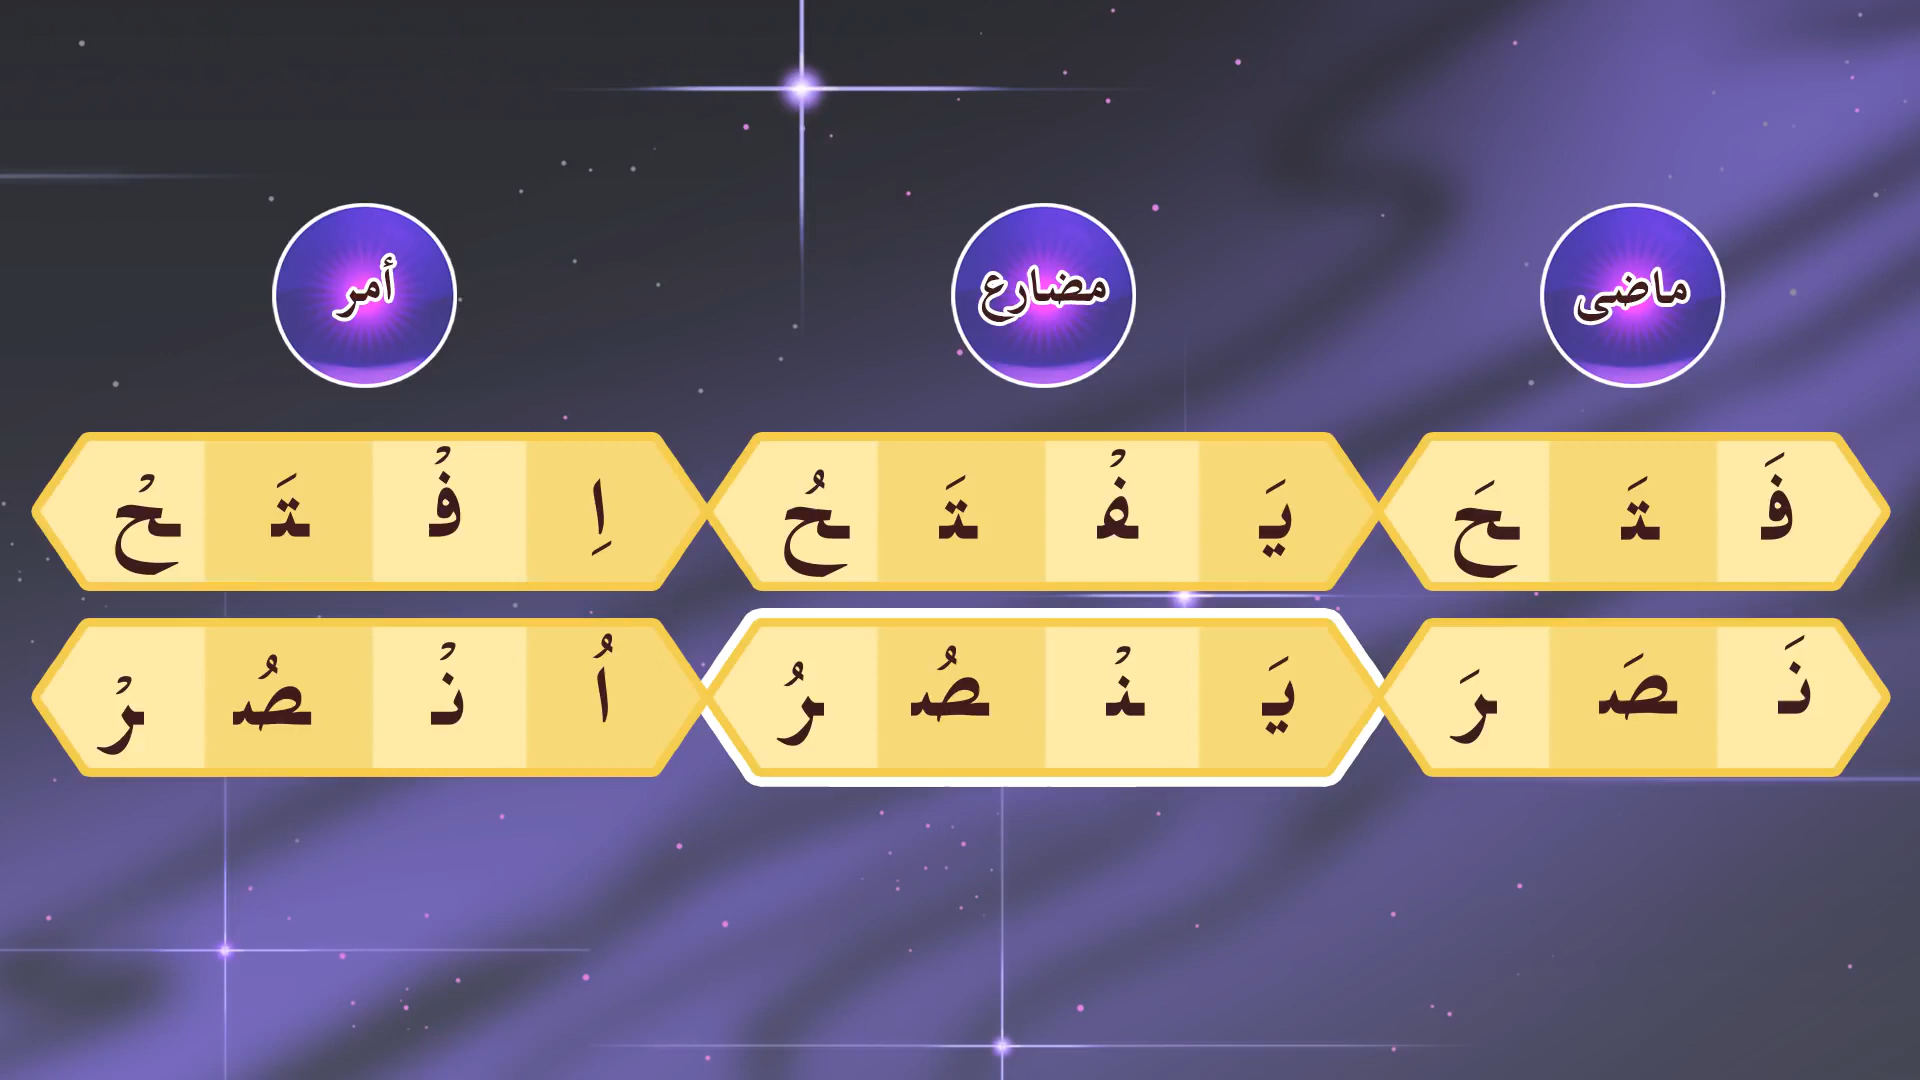 ماضى مضارع أمر
فَ تَ حَ يَ فْ تَ حُ اِ فْ تَ حْ
نَ صَ رَ يَ نْ صُ رُ اُ نْ صُ رْ